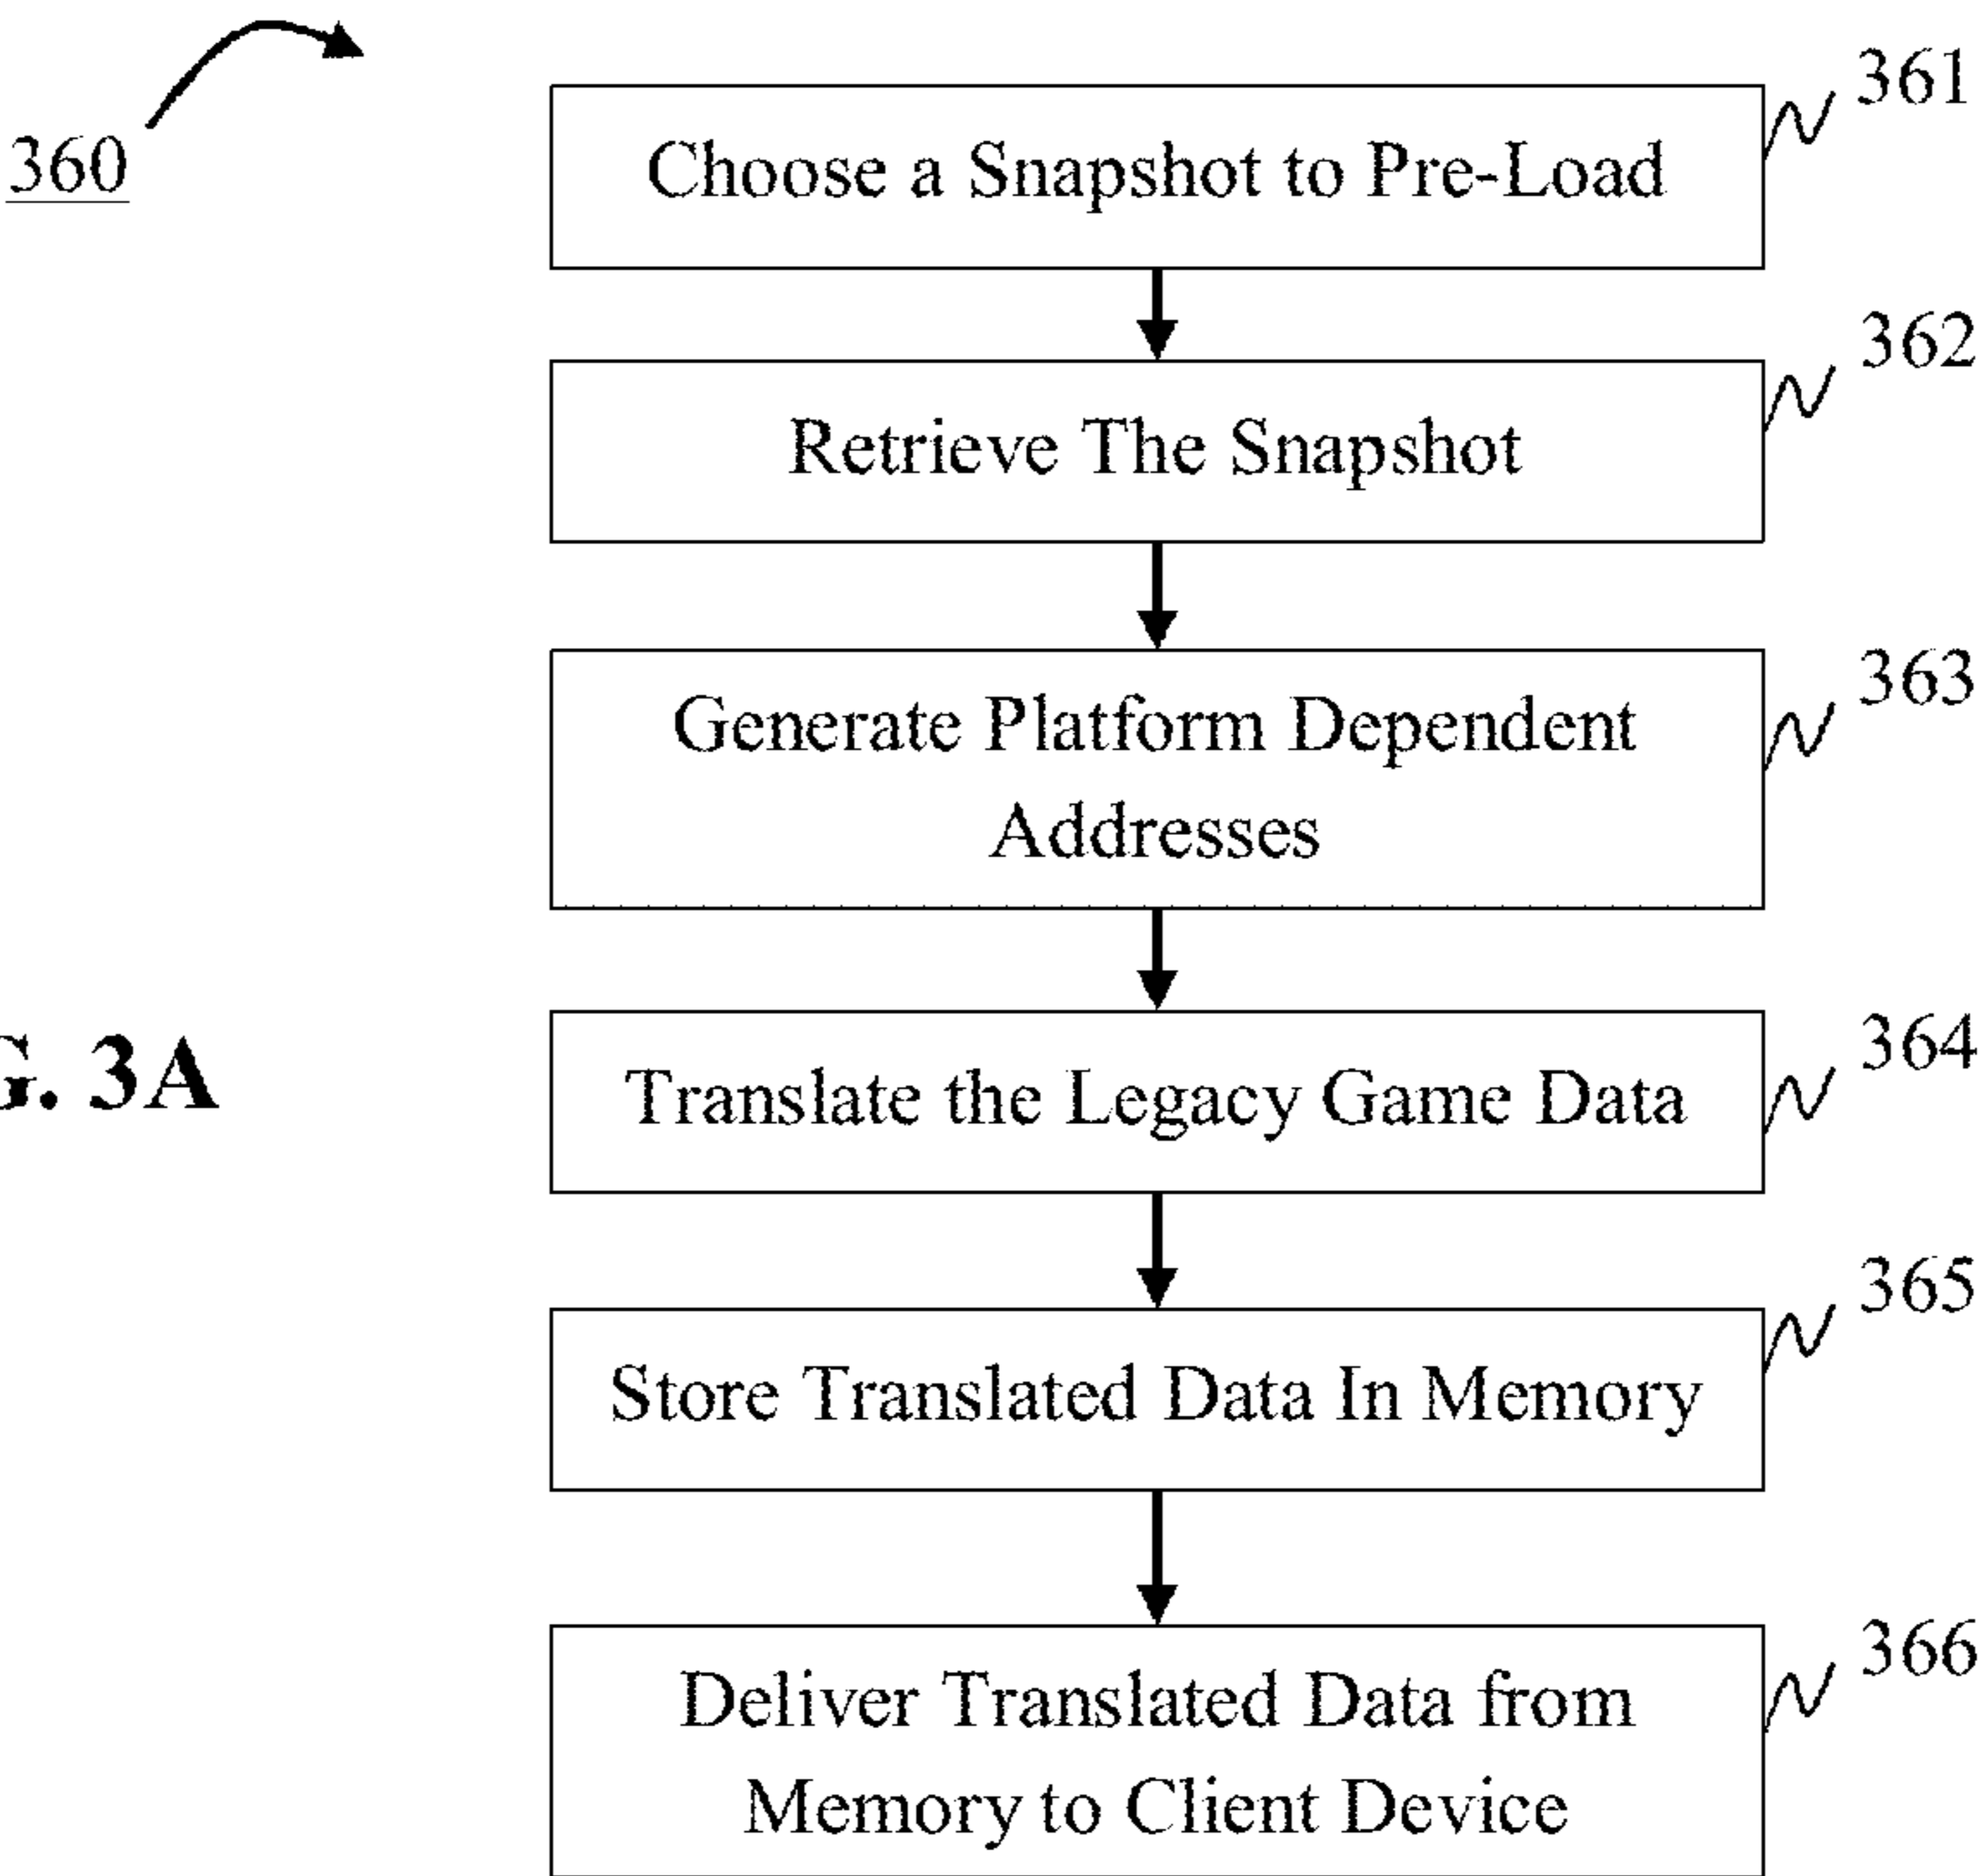 361
360
Choose a Snapshot to Pre-Load
362
Retrieve The Snapshot
363
Generate Platform Dependent
Addresses
364
G. 3A
Translate the Legacy Game Data
365
Store Translated Data In Memory
366
Deliver Translated Data from
Memory to Client Device